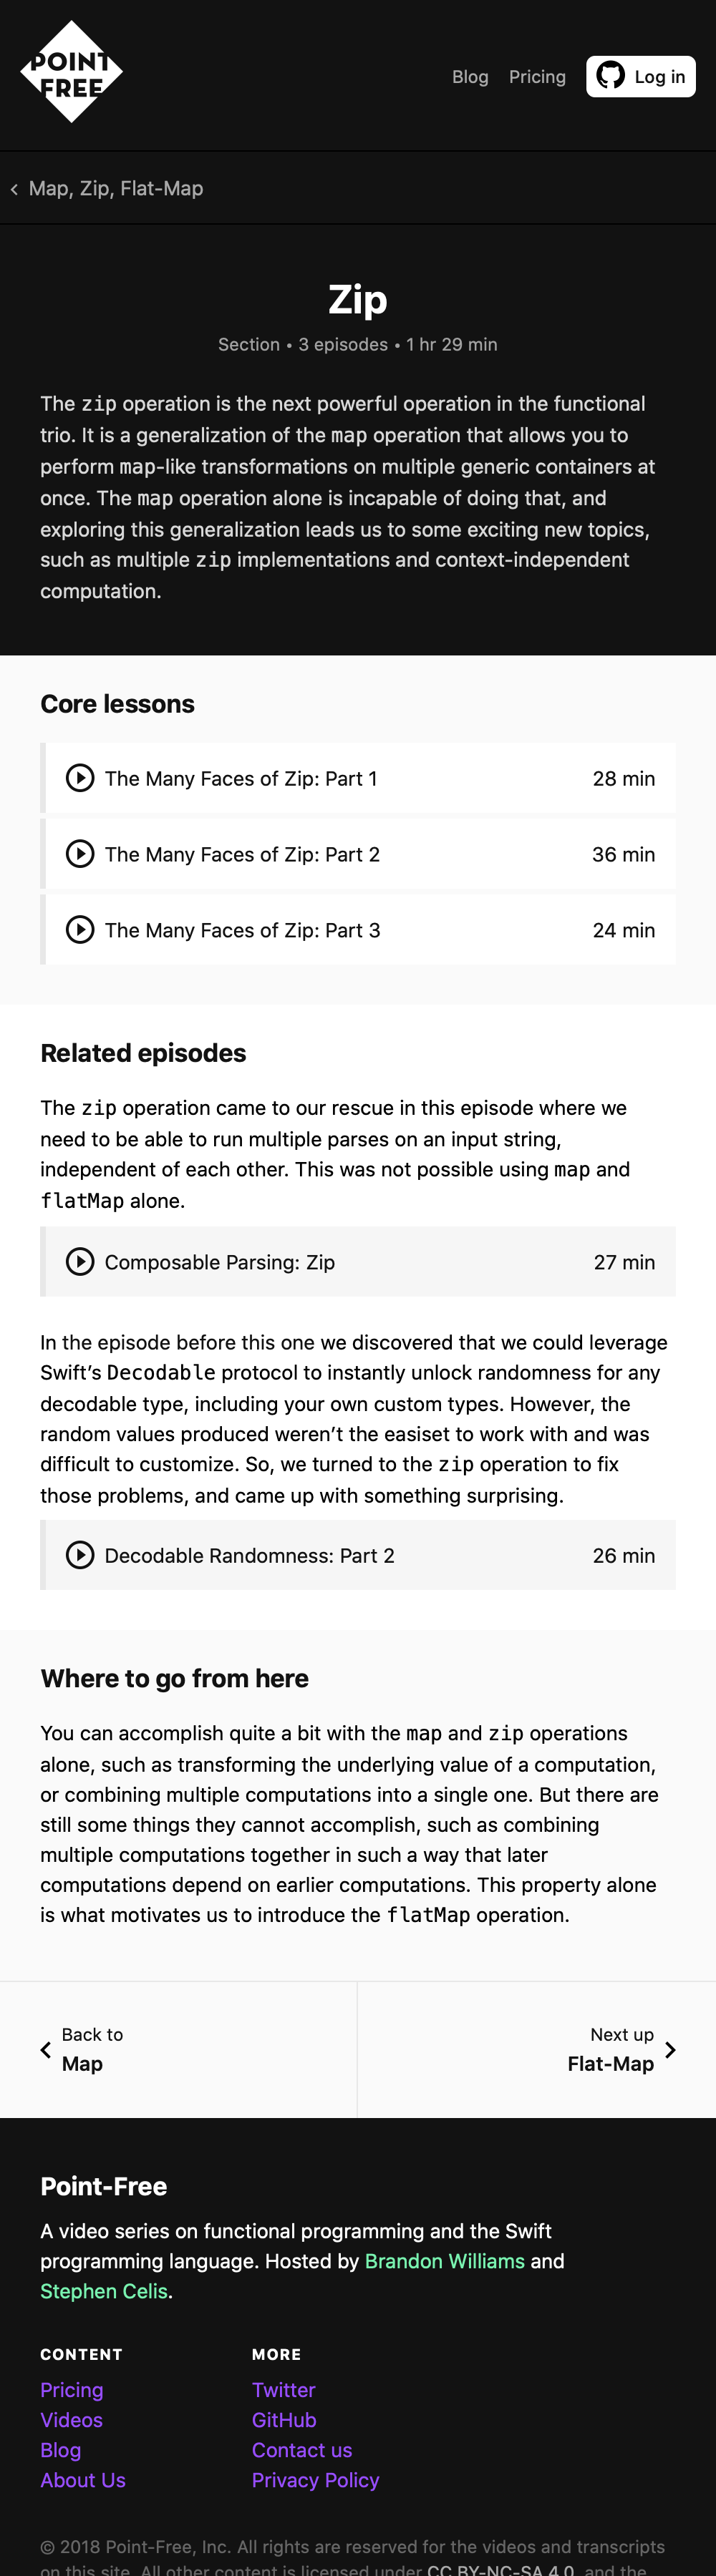 POINT
FREE
Blog
Pricing
Log in
Map, Zip, Flat-Map
Zip
Section • 3 episodes • 1 hr 29 min
The zip operation is the next powerful operation in the functional
trio. It is a generalization of the map operation that allows you to
perform map-like transformations on multiple generic containers at
once. The map operation alone is incapable of doing that, and
exploring this generalization leads us to some exciting new topics,
such as multiple zip implementations and context-independent
computation.
Core lessons
The Many Faces of Zip: Part 1 28 min
The Many Faces of Zip: Part 2 36 min
The Many Faces of Zip: Part 3 24 min
Related episodes
The zip operation came to our rescue in this episode where we
need to be able to run multiple parses on an input string,
independent of each other. This was not possible using map and
flatMap alone.
Composable Parsing: Zip 27 min
In the episode before this one we discovered that we could leverage
Swift’s Decodable protocol to instantly unlock randomness for any
decodable type, including your own custom types. However, the
random values produced weren’t the easiset to work with and was
difficult to customize. So, we turned to the zip operation to fix
those problems, and came up with something surprising.
Decodable Randomness: Part 2 26 min
Where to go from here
You can accomplish quite a bit with the map and zip operations
alone, such as transforming the underlying value of a computation,
or combining multiple computations into a single one. But there are
still some things they cannot accomplish, such as combining
multiple computations together in such a way that later
computations depend on earlier computations. This property alone
is what motivates us to introduce the flatMap operation.
Back to
Map
Next up
Flat-Map
Point-Free
A video series on functional programming and the Swift
programming language. Hosted by Brandon Williams and
Stephen Celis.
CONTENT
Pricing
Videos
Blog
About Us
MORE
Twitter
GitHub
Contact us
Privacy Policy
© 2018 Point-Free, Inc. All rights are reserved for the videos and transcripts
on this site. All other content is licensed under CC BY-NC-SA 4.0, and the